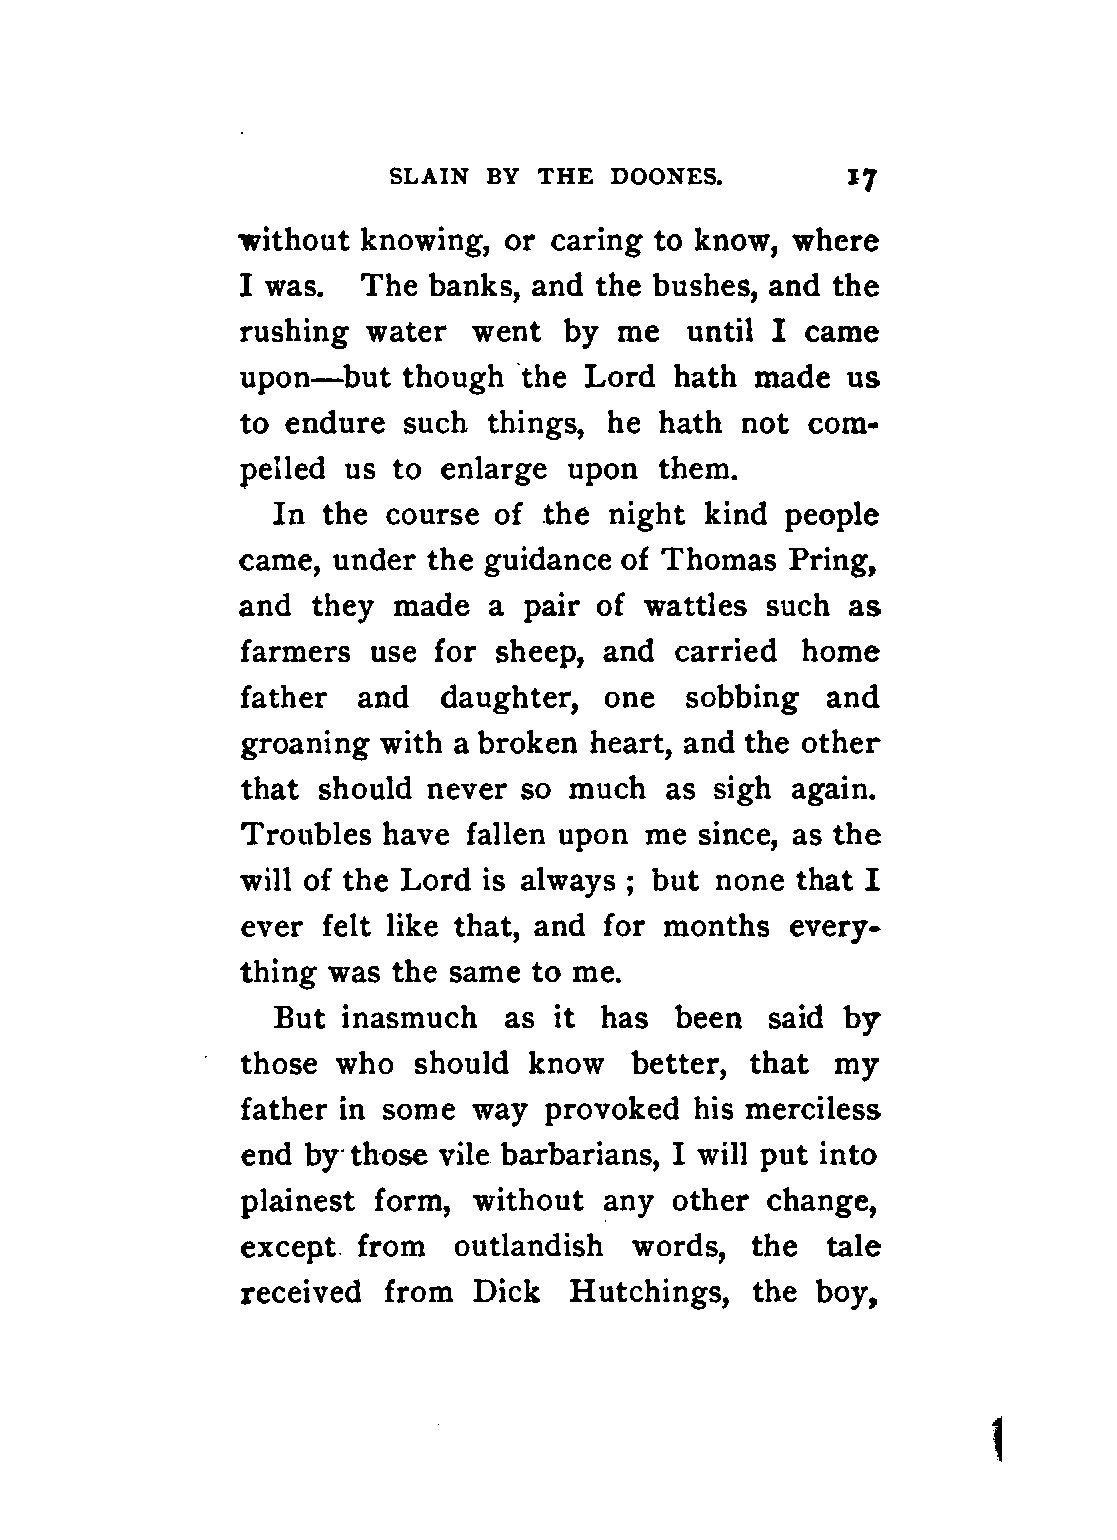 SLAIN BY THE DOONES. 17
without knowing, or caring to know, where
I was. The banks, and the bushes, and the
rushing water went by me until I came
upon—but though the Lord hath made us
to endure such things, he hath not com-
pelled us to enlarge upon them.
In the course of the night kind people
came, under the guidance of Thomas Pring,
and they made a pair of wattles such as
farmers use for sheep, and carried home
father and daughter, one sobbing and
groaning with a broken heart, and the other
that should never so much as sigh again.
Troubles have fallen upon me since, as the
will of the Lord is always ; but none that I
ever felt like that, and for months every-
thing was the same to me.
But inasmuch as it has been said by
those who should know better, that my
father in some way provoked his merciless
end by those vile barbarians, I will put into
plainest form, without any other change,
except from outlandish words, the tale
received from Dick Hutchings, the boy,